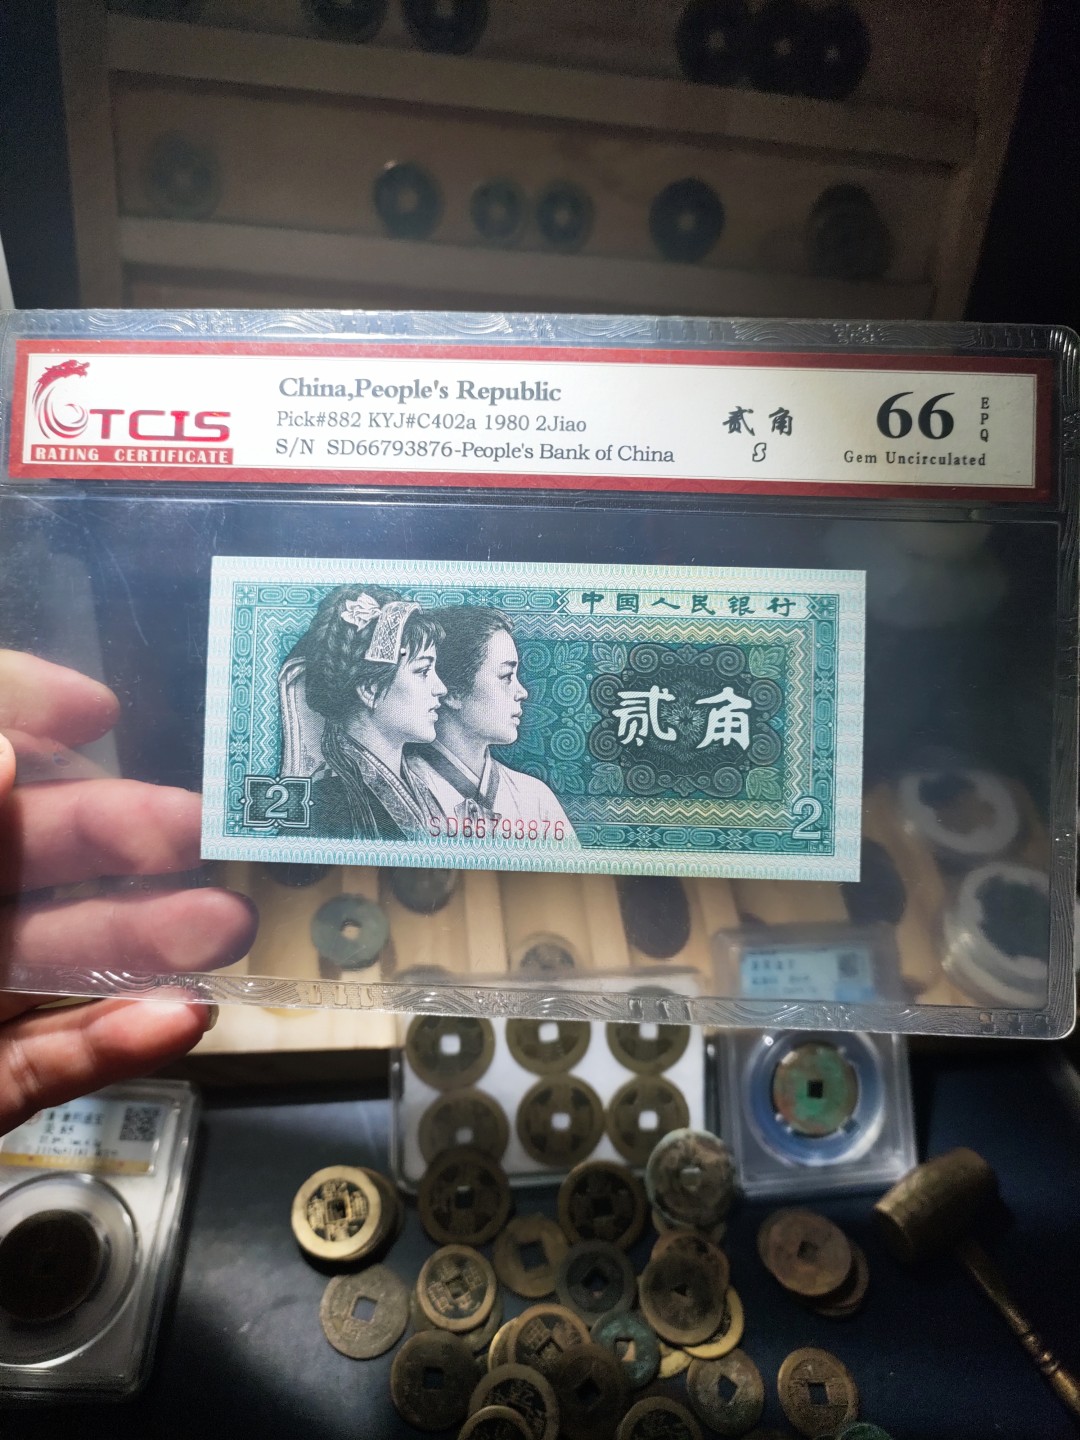 TCIS
RATING CERTIFICATE
China,People's Republic
Pick#882 KYJ#C402a 1980 2Jiao
S/N SD66793876-People's Bank of China
贰角
S
66
EPQ
Gem Uncirculated
中国人民银行
贰角
2
2
SD66793876